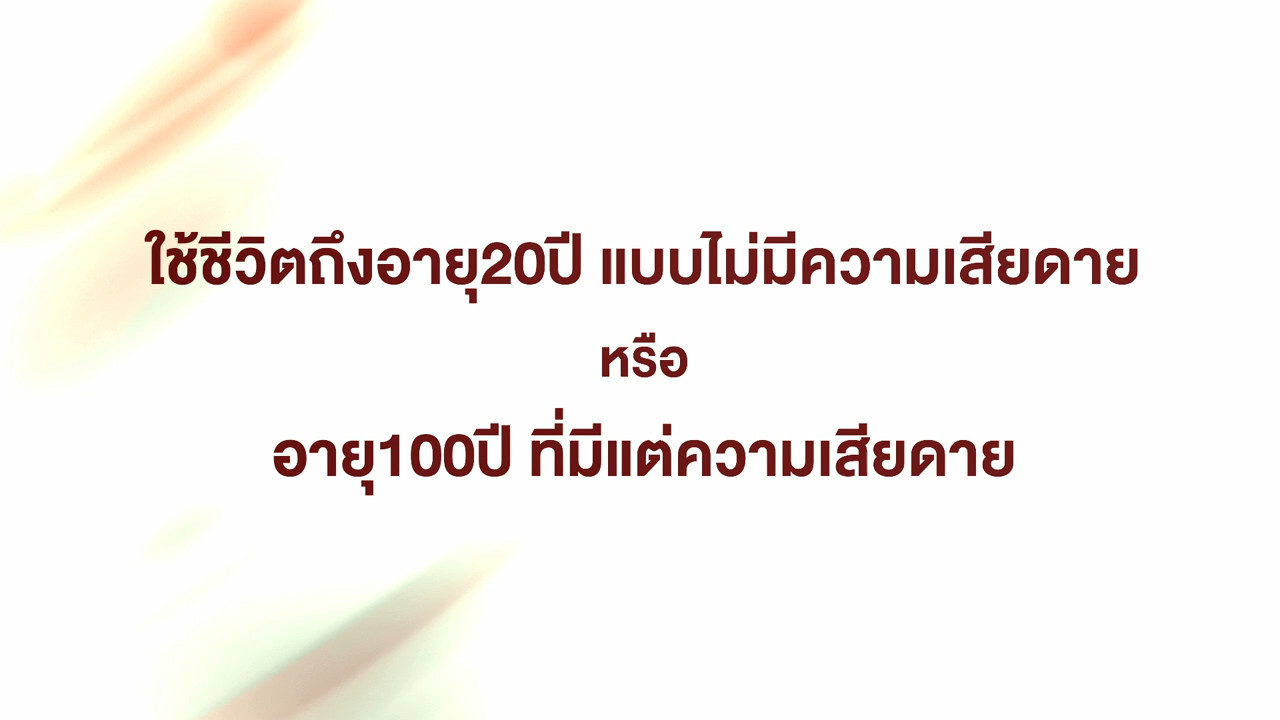 ใช้ชีวิตถึงอายุ20ปี แบบไม่มีความเสียดาย
หรือ
อายุ100ปี ที่มีแต่ความเสียดาย